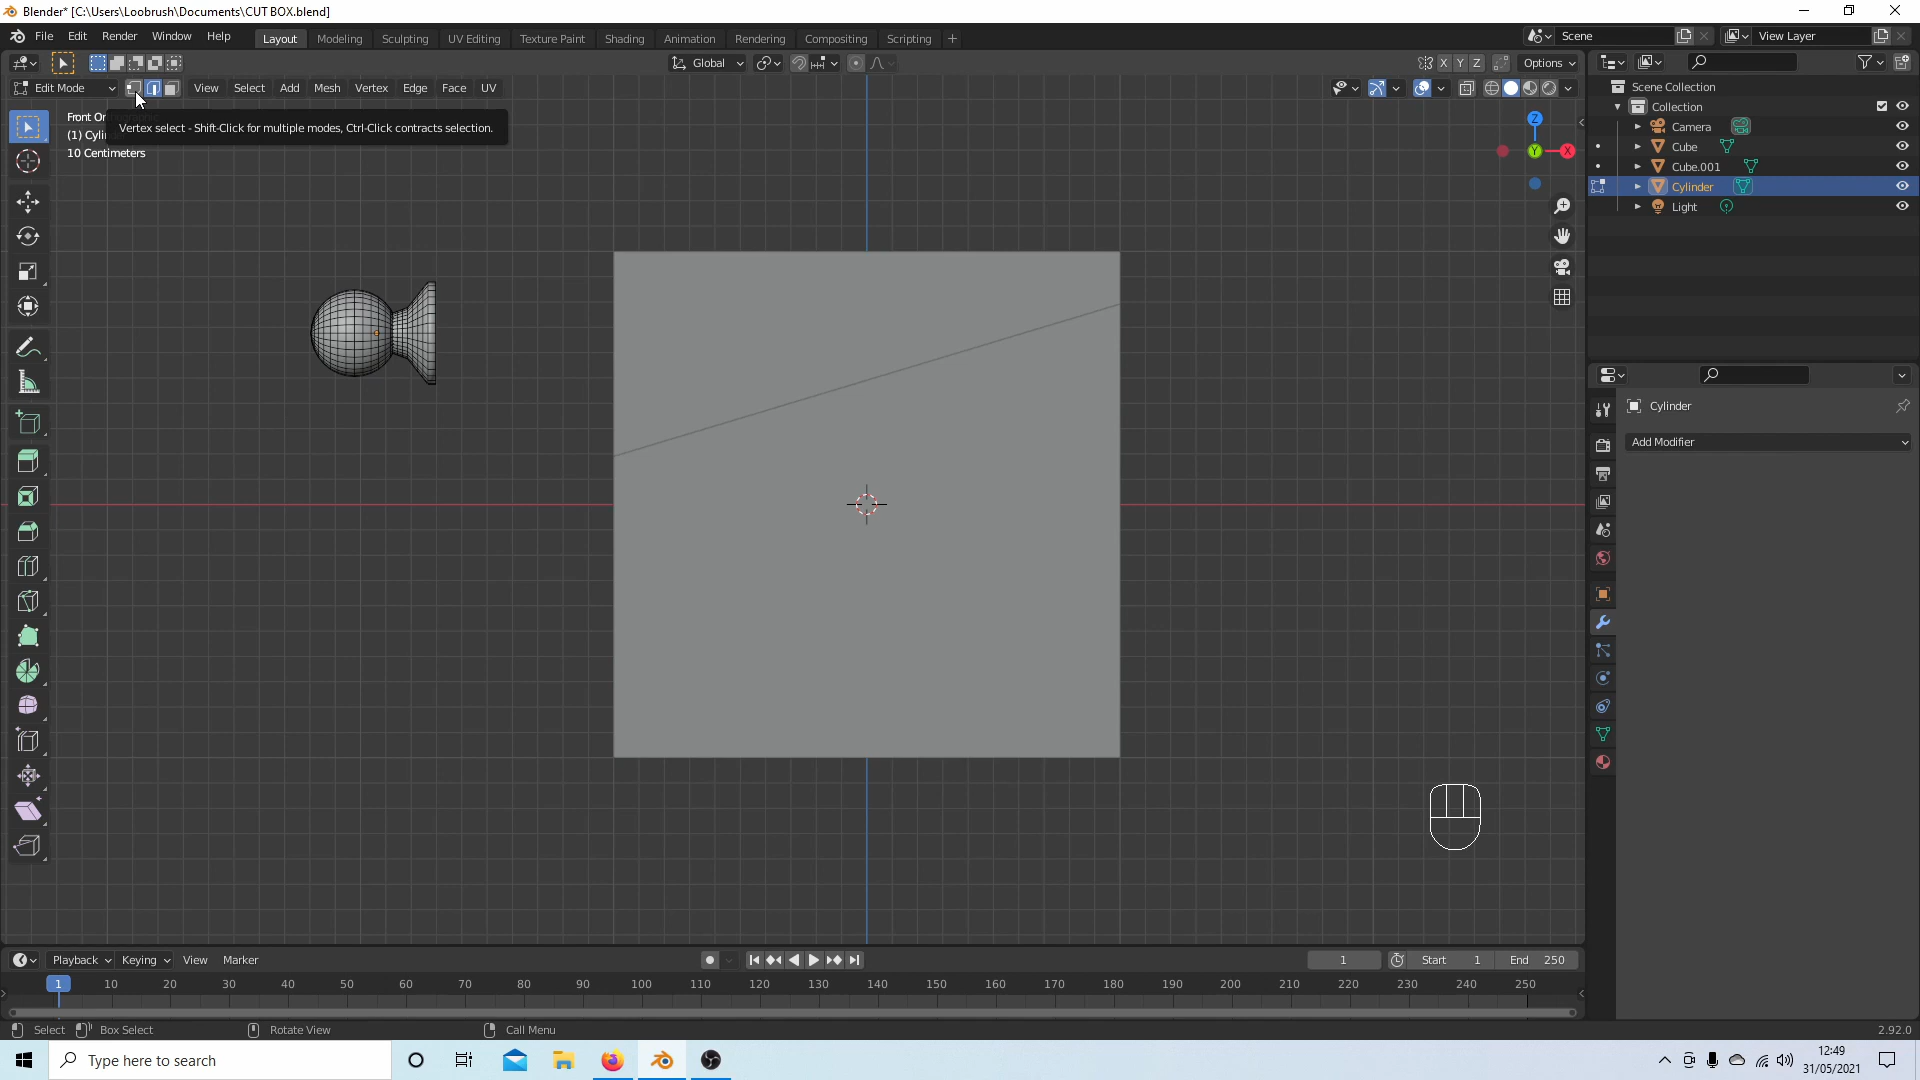 Blender* [C:\Users\Loobrush\Documents\CUT BOX.blend]
File Edit Render Window Help Layout Modeling Sculpting UV Editing Texture Paint Shading Animation Rendering Compositing Scripting + Scene View Layer
Global X Y Z Options
Edit Mode View Select Add Mesh Vertex Edge Face UV
Front Or
Vertex select - Shift-Click for multiple modes, Ctrl-Click contracts selection.
(1) Cyli
10 Centimeters
Z
Y X
Scene Collection
Collection
Camera
Cube
Cube.001
Cylinder
Light
Cylinder
Add Modifier
Playback Keying View Marker 1 Start 1 End 250
1 10 20 30 40 50 60 70 80 90 100 110 120 130 140 150 160 170 180 190 200 210 220 230 240 250
Select Box Select Rotate View Call Menu 2.92.0
Type here to search
12:49
31/05/2021